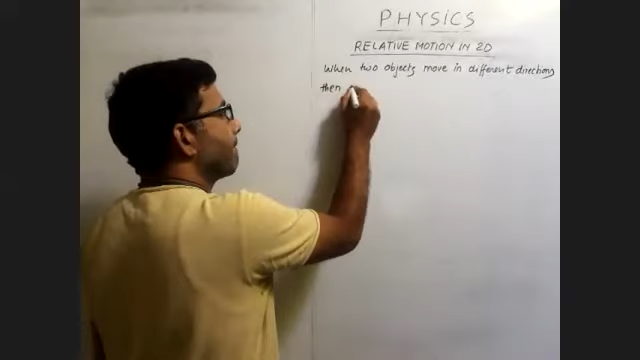 PHYSICS
RELATIVE MOTION IN 2D
When two objects move in different directions
then